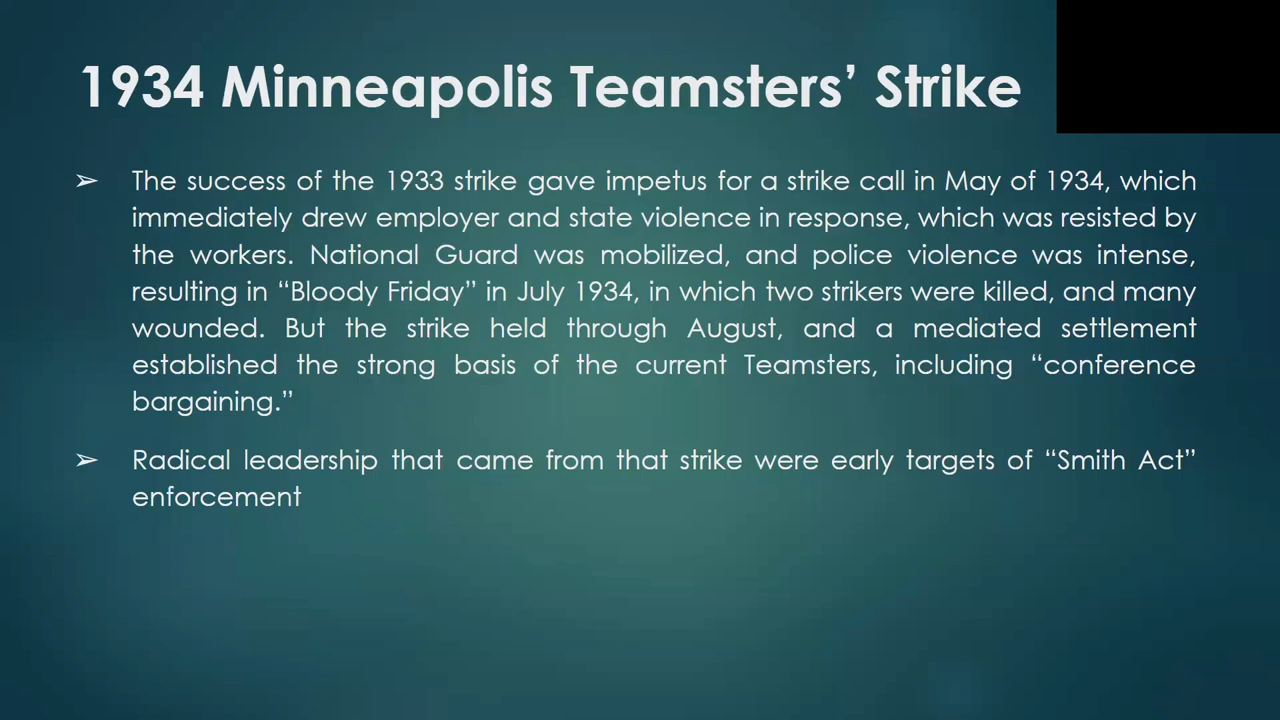 1934 Minneapolis Teamsters’ Strike
➢ The success of the 1933 strike gave impetus for a strike call in May of 1934, which
immediately drew employer and state violence in response, which was resisted by
the workers. National Guard was mobilized, and police violence was intense,
resulting in “Bloody Friday” in July 1934, in which two strikers were killed, and many
wounded. But the strike held through August, and a mediated settlement
established the strong basis of the current Teamsters, including “conference
bargaining.”
➢ Radical leadership that came from that strike were early targets of “Smith Act”
enforcement